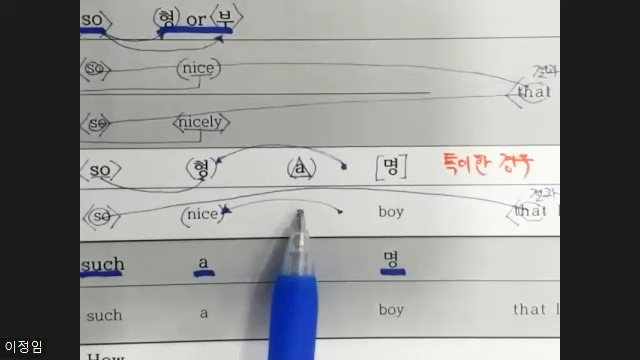 so (형) or 〈부〉
〈so〉 (nice) 결과
〈that
〈so〉 〈nicely〉
〈so〉 (형) (a) [명] 특이한 경우
〈so〉 (nice) boy 결과 〈that I
such a 명
such a boy that I
How
이정임